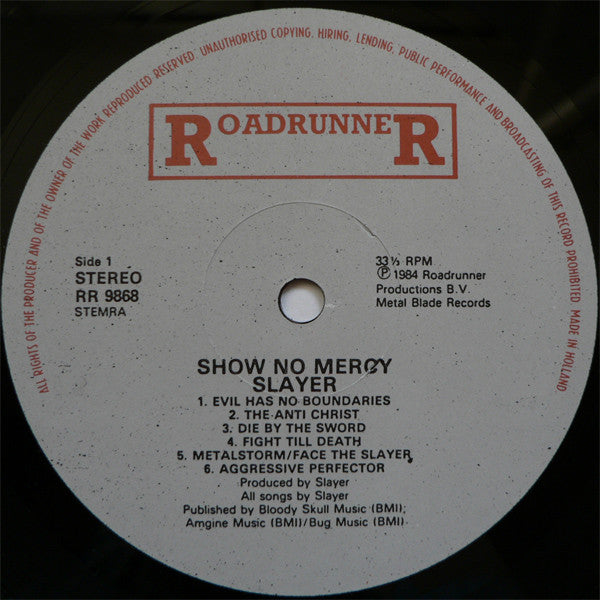 ALL RIGHTS OF THE PRODUCER AND OF THE OWNER OF THE WORK REPRODUCED RESERVED. UNAUTHORISED COPYING, HIRING, LENDING, PUBLIC PERFORMANCE AND BROADCASTING OF THIS RECORD PROHIBITED MADE IN HOLLAND
ROADRUNNER
Side 1
STEREO
RR 9868
STEMRA
33⅓ RPM
Ⓟ 1984 Roadrunner
Productions B.V.
Metal Blade Records
SHOW NO MERCY
SLAYER
1. EVIL HAS NO BOUNDARIES
2. THE ANTI CHRIST
3. DIE BY THE SWORD
4. FIGHT TILL DEATH
5. METALSTORM/FACE THE SLAYER
6. AGGRESSIVE PERFECTOR
Produced by Slayer
All songs by Slayer
Published by Bloody Skull Music (BMI);
Amgine Music (BMI)/Bug Music (BMI)